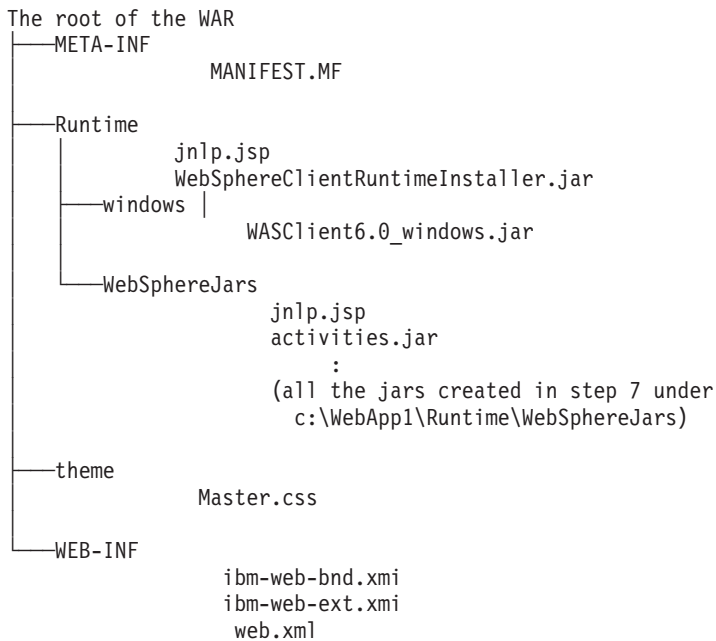 The root of the WAR
META-INF
MANIFEST.MF
Runtime
jnlp.jsp
WebSphereClientRuntimeInstaller.jar
windows
WASClient6.0_windows.jar
WebSphereJars
jnlp.jsp
activities.jar
:
(all the jars created in step 7 under
c:\WebApp1\Runtime\WebSphereJars)
theme
Master.css
WEB-INF
ibm-web-bnd.xmi
ibm-web-ext.xmi
web.xml